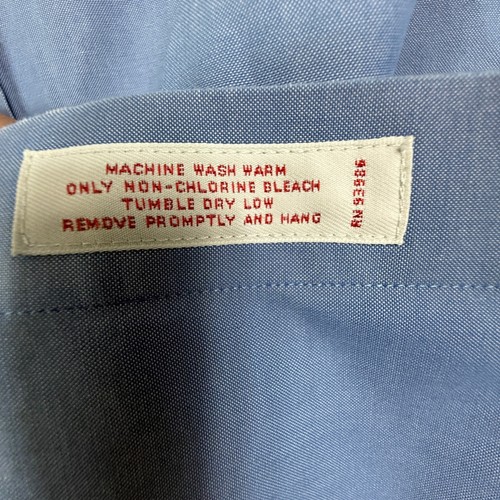 MACHINE WASH WARM
ONLY NON-CHLORINE BLEACH
TUMBLE DRY LOW
REMOVE PROMPTLY AND HANG
RN 93986